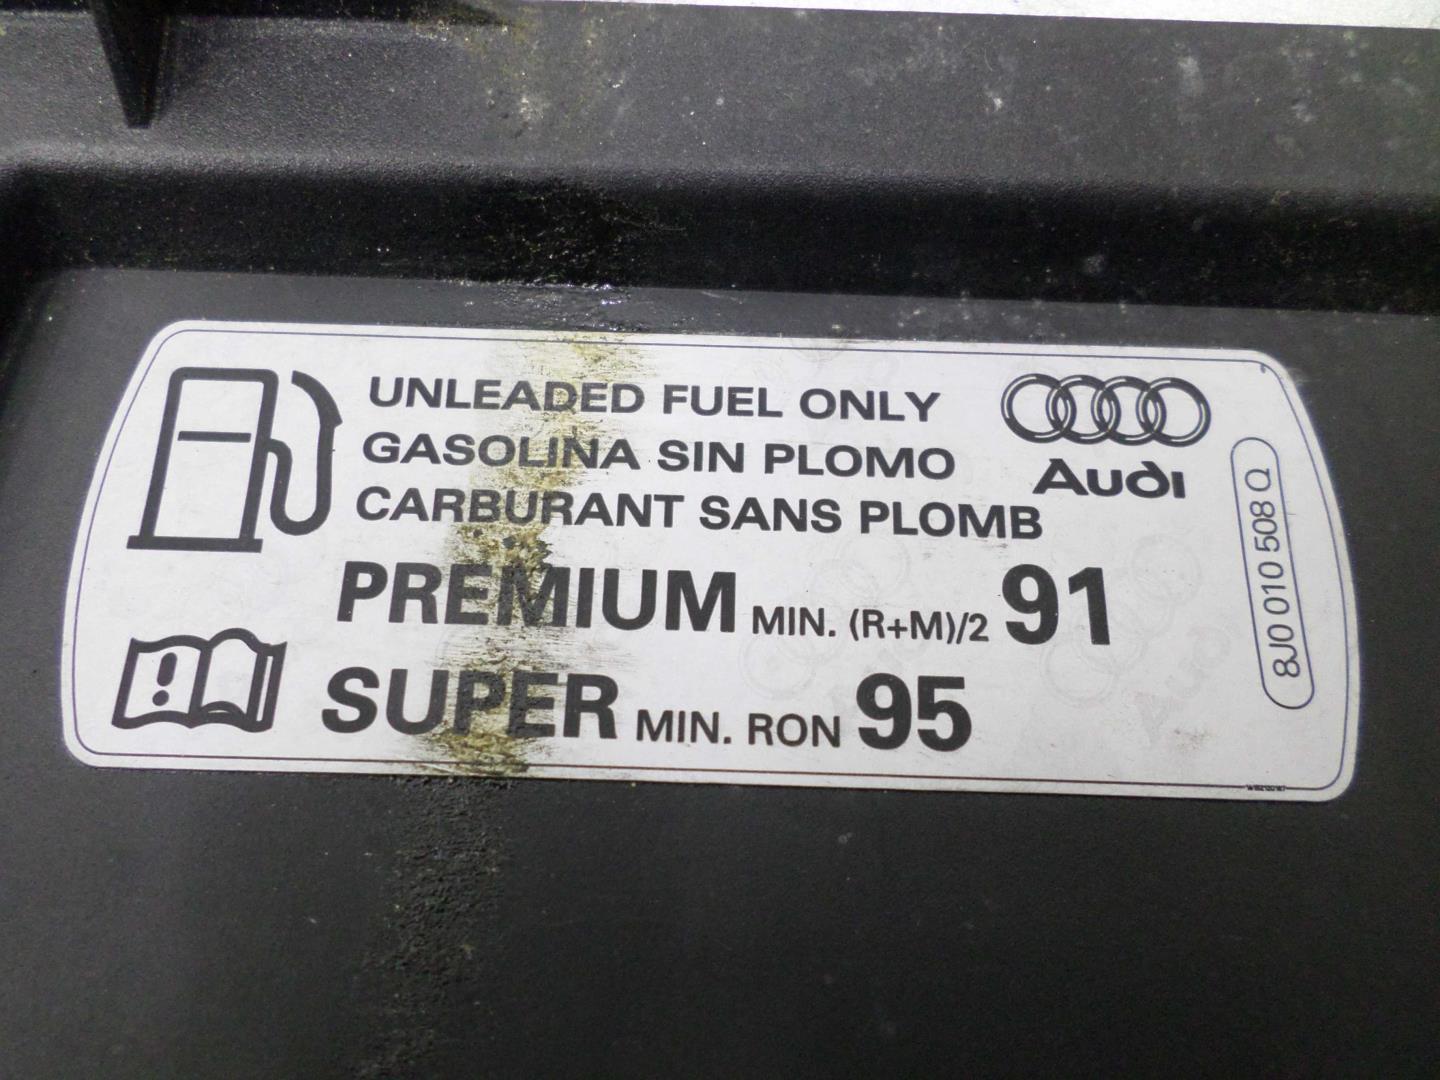 UNLEADED FUEL ONLY
GASOLINA SIN PLOMO
CARBURANT SANS PLOMB
PREMIUM MIN. (R+M)/2 91
SUPER MIN. RON 95
Audi
8J0 010 508 Q